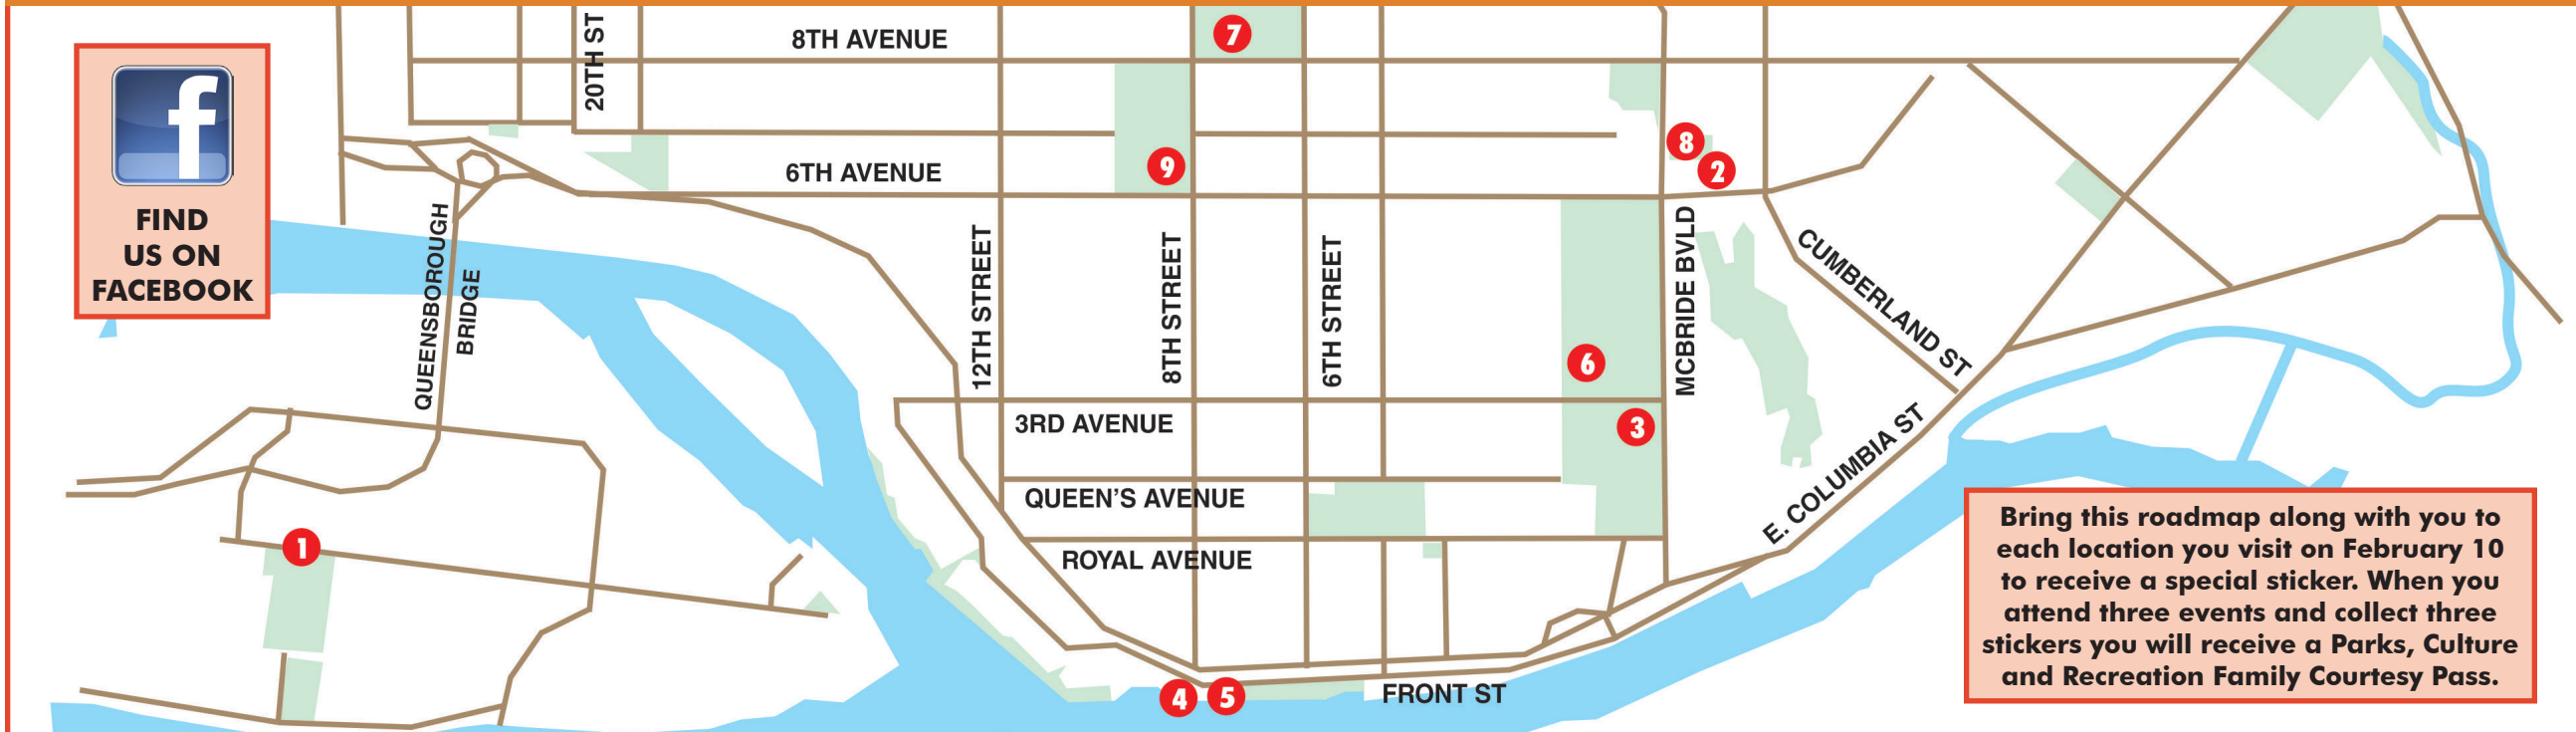 f
FIND
US ON
FACEBOOK
8TH AVENUE
20TH ST
6TH AVENUE
QUEENSBOROUGH
BRIDGE
12TH STREET
8TH STREET
6TH STREET
MCBRIDE BVLD
CUMBERLAND ST
E. COLUMBIA ST
3RD AVENUE
QUEEN'S AVENUE
ROYAL AVENUE
FRONT ST
7
9
8
2
6
3
1
4
5
Bring this roadmap along with you to
each location you visit on February 10
to receive a special sticker. When you
attend three events and collect three
stickers you will receive a Parks, Culture
and Recreation Family Courtesy Pass.